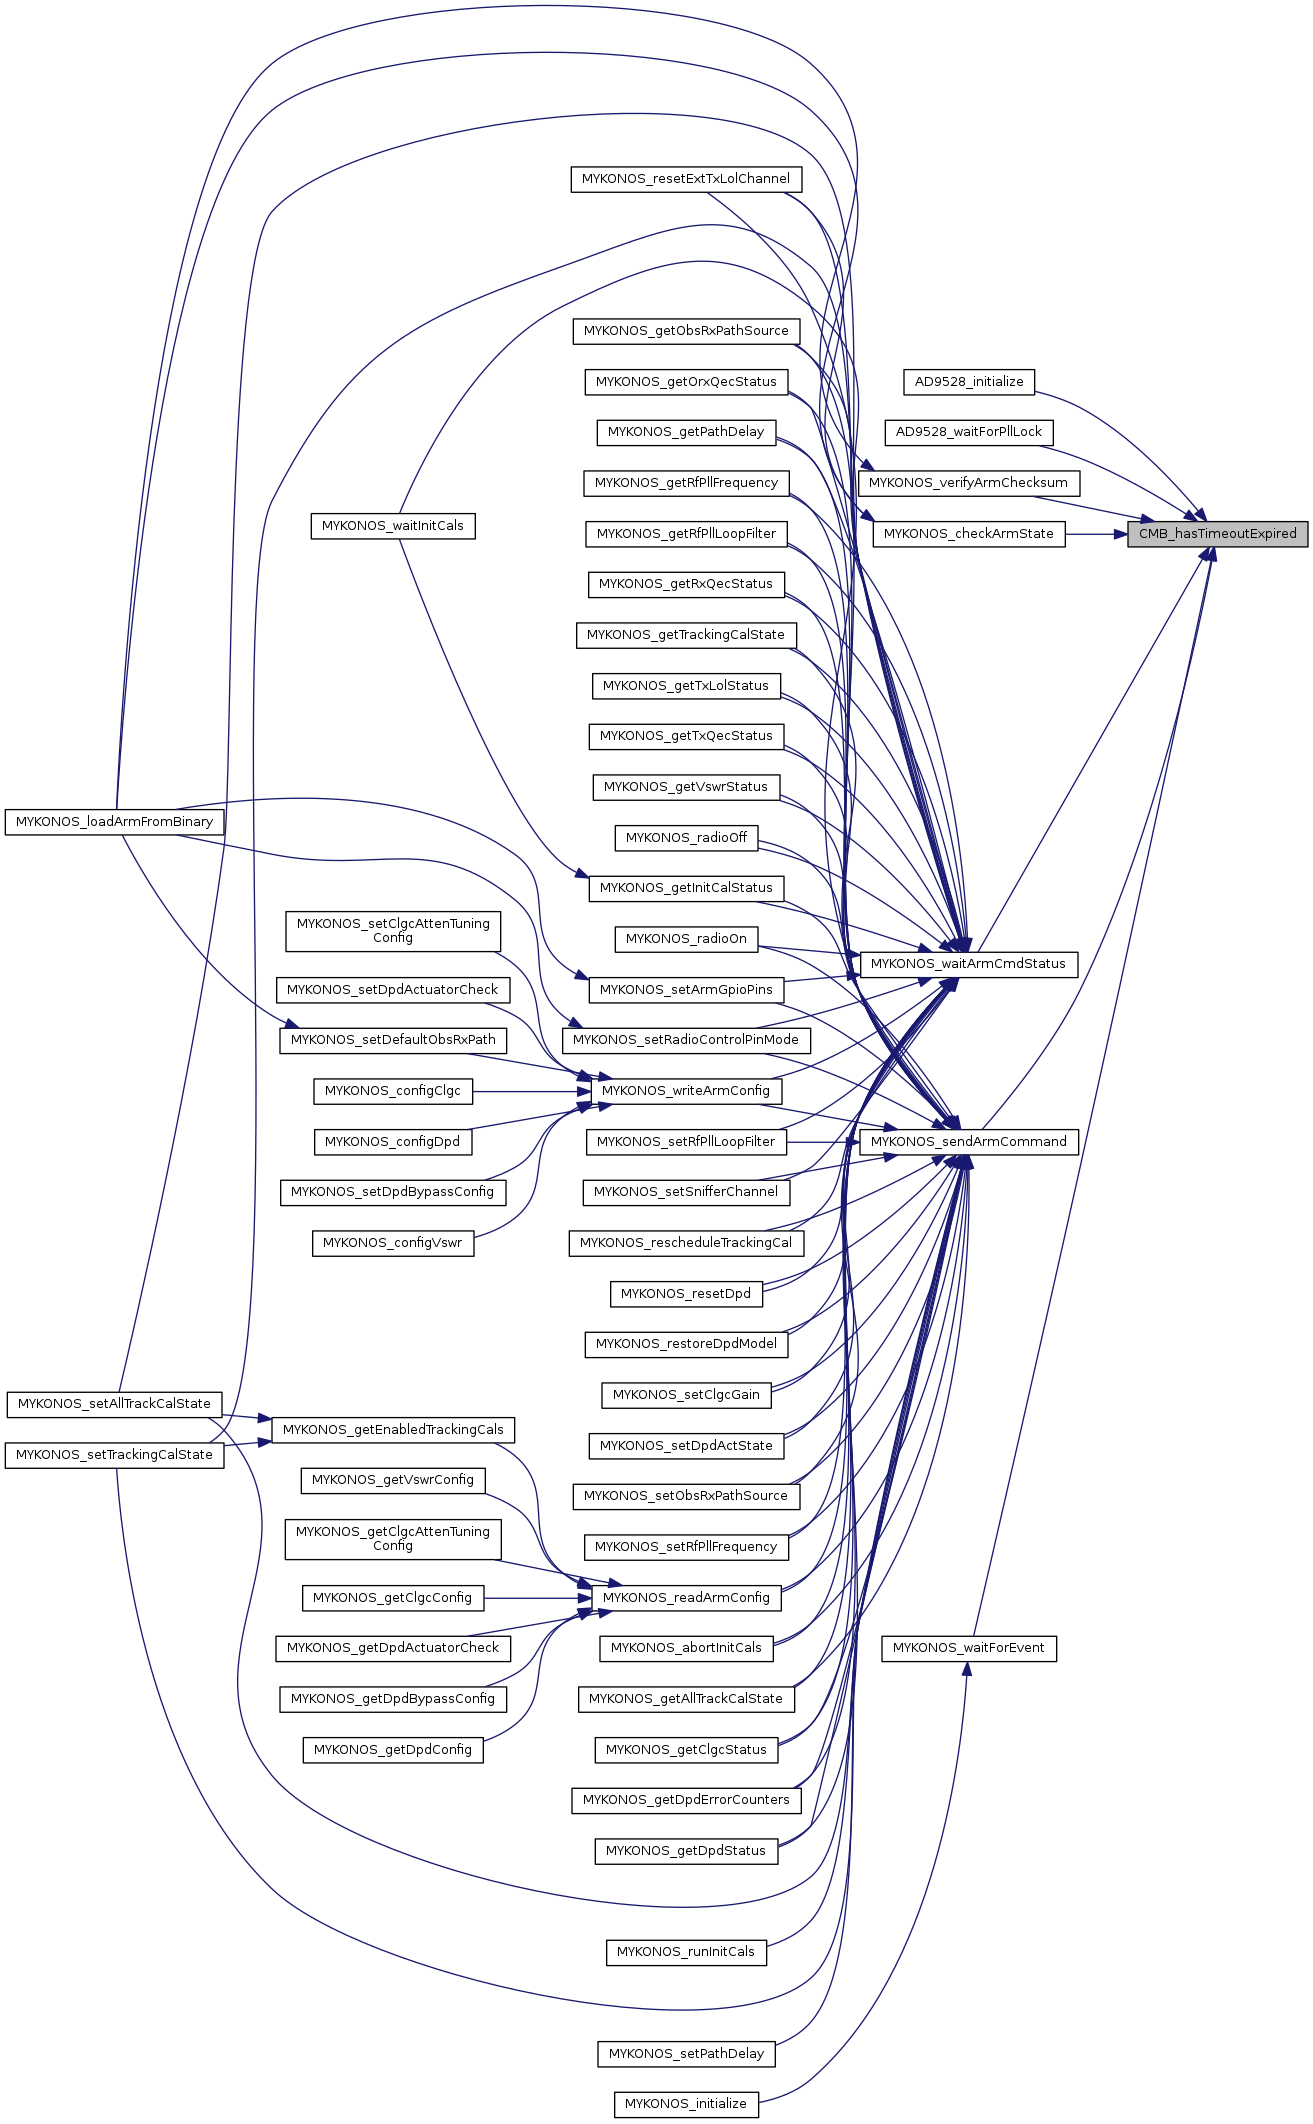 MYKONOS_resetExtTxLolChannel
MYKONOS_getObsRxPathSource
MYKONOS_getOrxQecStatus
AD9528_initialize
MYKONOS_getPathDelay
AD9528_waitForPllLock
MYKONOS_getRfPllFrequency
MYKONOS_verifyArmChecksum
MYKONOS_waitInitCals
MYKONOS_getRfPllLoopFilter
MYKONOS_checkArmState
CMB_hasTimeoutExpired
MYKONOS_getRxQecStatus
MYKONOS_getTrackingCalState
MYKONOS_getTxLolStatus
MYKONOS_getTxQecStatus
MYKONOS_getVswrStatus
MYKONOS_loadArmFromBinary
MYKONOS_radioOff
MYKONOS_getInitCalStatus
MYKONOS_setClgcAttenTuning
Config
MYKONOS_radioOn
MYKONOS_waitArmCmdStatus
MYKONOS_setDpdActuatorCheck
MYKONOS_setArmGpioPins
MYKONOS_setDefaultObsRxPath
MYKONOS_setRadioControlPinMode
MYKONOS_configClgc
MYKONOS_writeArmConfig
MYKONOS_configDpd
MYKONOS_setRfPllLoopFilter
MYKONOS_sendArmCommand
MYKONOS_setDpdBypassConfig
MYKONOS_setSnifferChannel
MYKONOS_configVswr
MYKONOS_rescheduleTrackingCal
MYKONOS_resetDpd
MYKONOS_restoreDpdModel
MYKONOS_setClgcGain
MYKONOS_setAllTrackCalState
MYKONOS_getEnabledTrackingCals
MYKONOS_setDpdActState
MYKONOS_setTrackingCalState
MYKONOS_getVswrConfig
MYKONOS_setObsRxPathSource
MYKONOS_getClgcAttenTuning
Config
MYKONOS_setRfPllFrequency
MYKONOS_getClgcConfig
MYKONOS_readArmConfig
MYKONOS_getDpdActuatorCheck
MYKONOS_abortInitCals
MYKONOS_waitForEvent
MYKONOS_getDpdBypassConfig
MYKONOS_getAllTrackCalState
MYKONOS_getDpdConfig
MYKONOS_getClgcStatus
MYKONOS_getDpdErrorCounters
MYKONOS_getDpdStatus
MYKONOS_runInitCals
MYKONOS_setPathDelay
MYKONOS_initialize